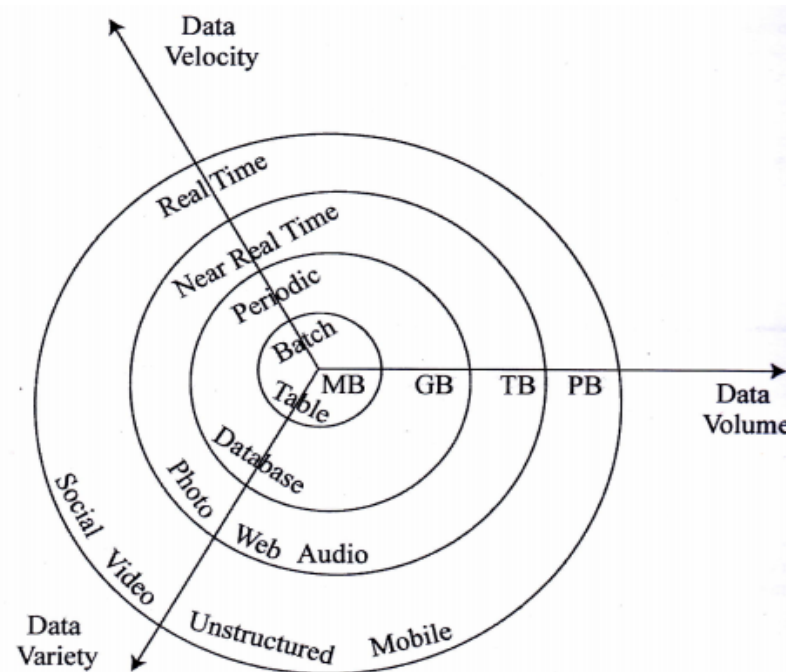 Data
Velocity
Real Time
Near Real Time
Periodic
Batch
MB GB TB PB
Data
Volume
Table
Database
Photo Web Audio
Social Video Unstructured Mobile
Data
Variety